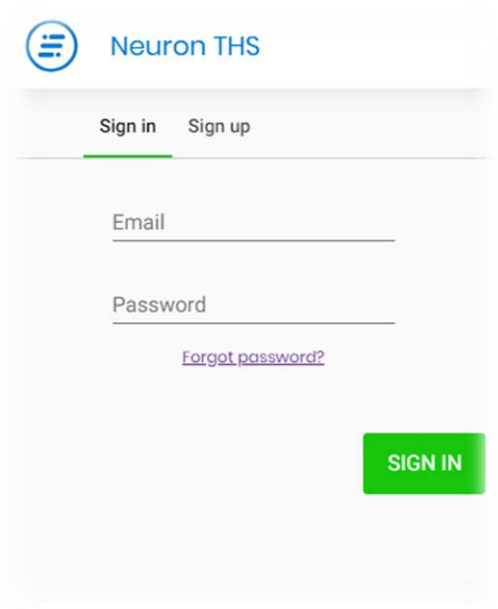 Neuron THS
Sign in Sign up
Email
Password
Forgot password?
SIGN IN